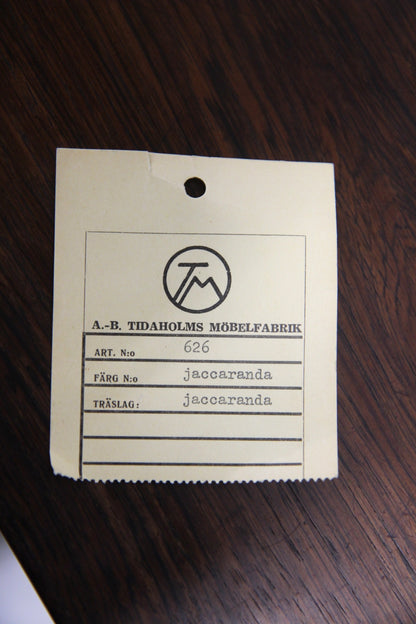 TM
A.-B. TIDAHOLMS MÖBELFABRIK
ART. N:o 626
FÄRG N:o jaccaranda
TRÄSLAG: jaccaranda